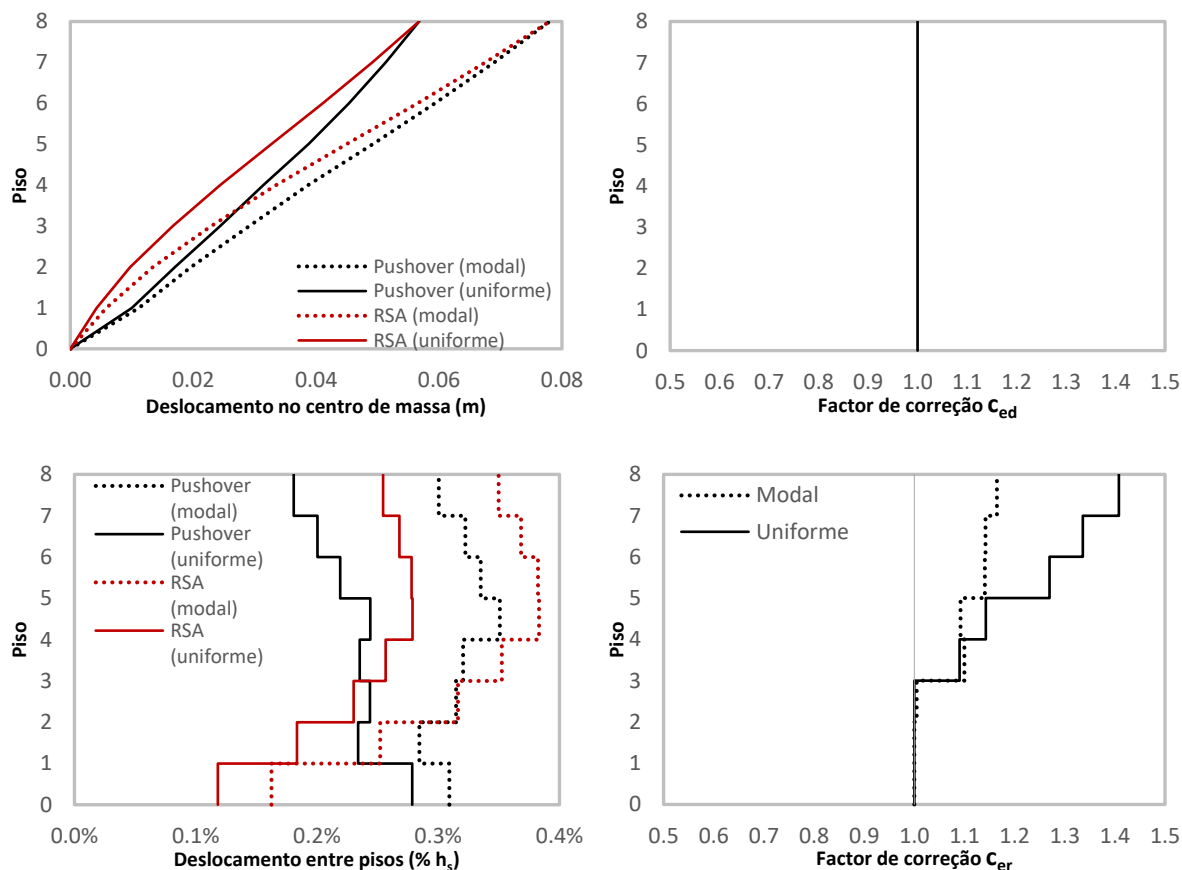 8
7
6
5
4
3
2
1
0
Piso
Pushover (modal)
Pushover (uniforme)
RSA (modal)
RSA (uniforme)
0.00 0.02 0.04 0.06 0.08
Deslocamento no centro de massa (m)
8
7
6
5
4
3
2
1
0
Piso
0.5 0.6 0.7 0.8 0.9 1.0 1.1 1.2 1.3 1.4 1.5
Factor de correção ced
8
7
6
5
4
3
2
1
0
Piso
Pushover
(modal)
Pushover
(uniforme)
RSA
(modal)
RSA
(uniforme)
0.0% 0.1% 0.2% 0.3% 0.4%
Deslocamento entre pisos (% hs)
8
7
6
5
4
3
2
1
0
Piso
Modal
Uniforme
0.5 0.6 0.7 0.8 0.9 1.0 1.1 1.2 1.3 1.4 1.5
Factor de correção cer